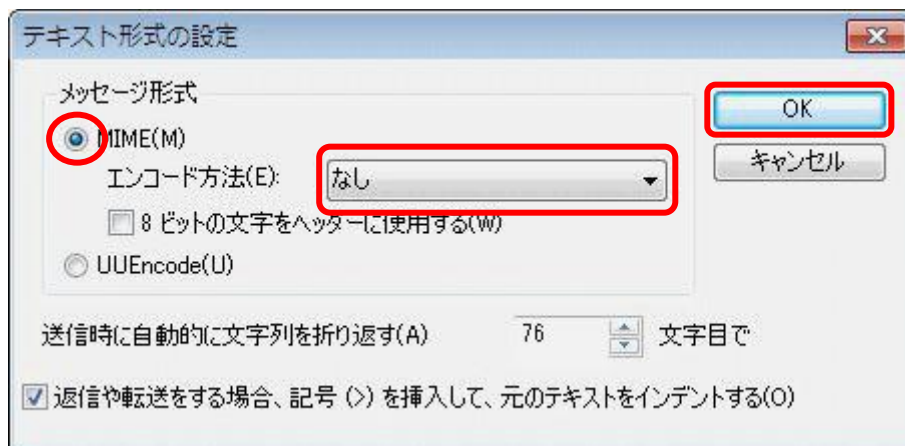 テキスト形式の設定
メッセージ形式
MIME(M)
エンコード方法(E): なし
8 ビットの文字をヘッダーに使用する(W)
UUEncode(U)
OK
キャンセル
送信時に自動的に文字列を折り返す(A) 76 文字目で
返信や転送をする場合、記号 (>) を挿入して、元のテキストをインデントする(O)